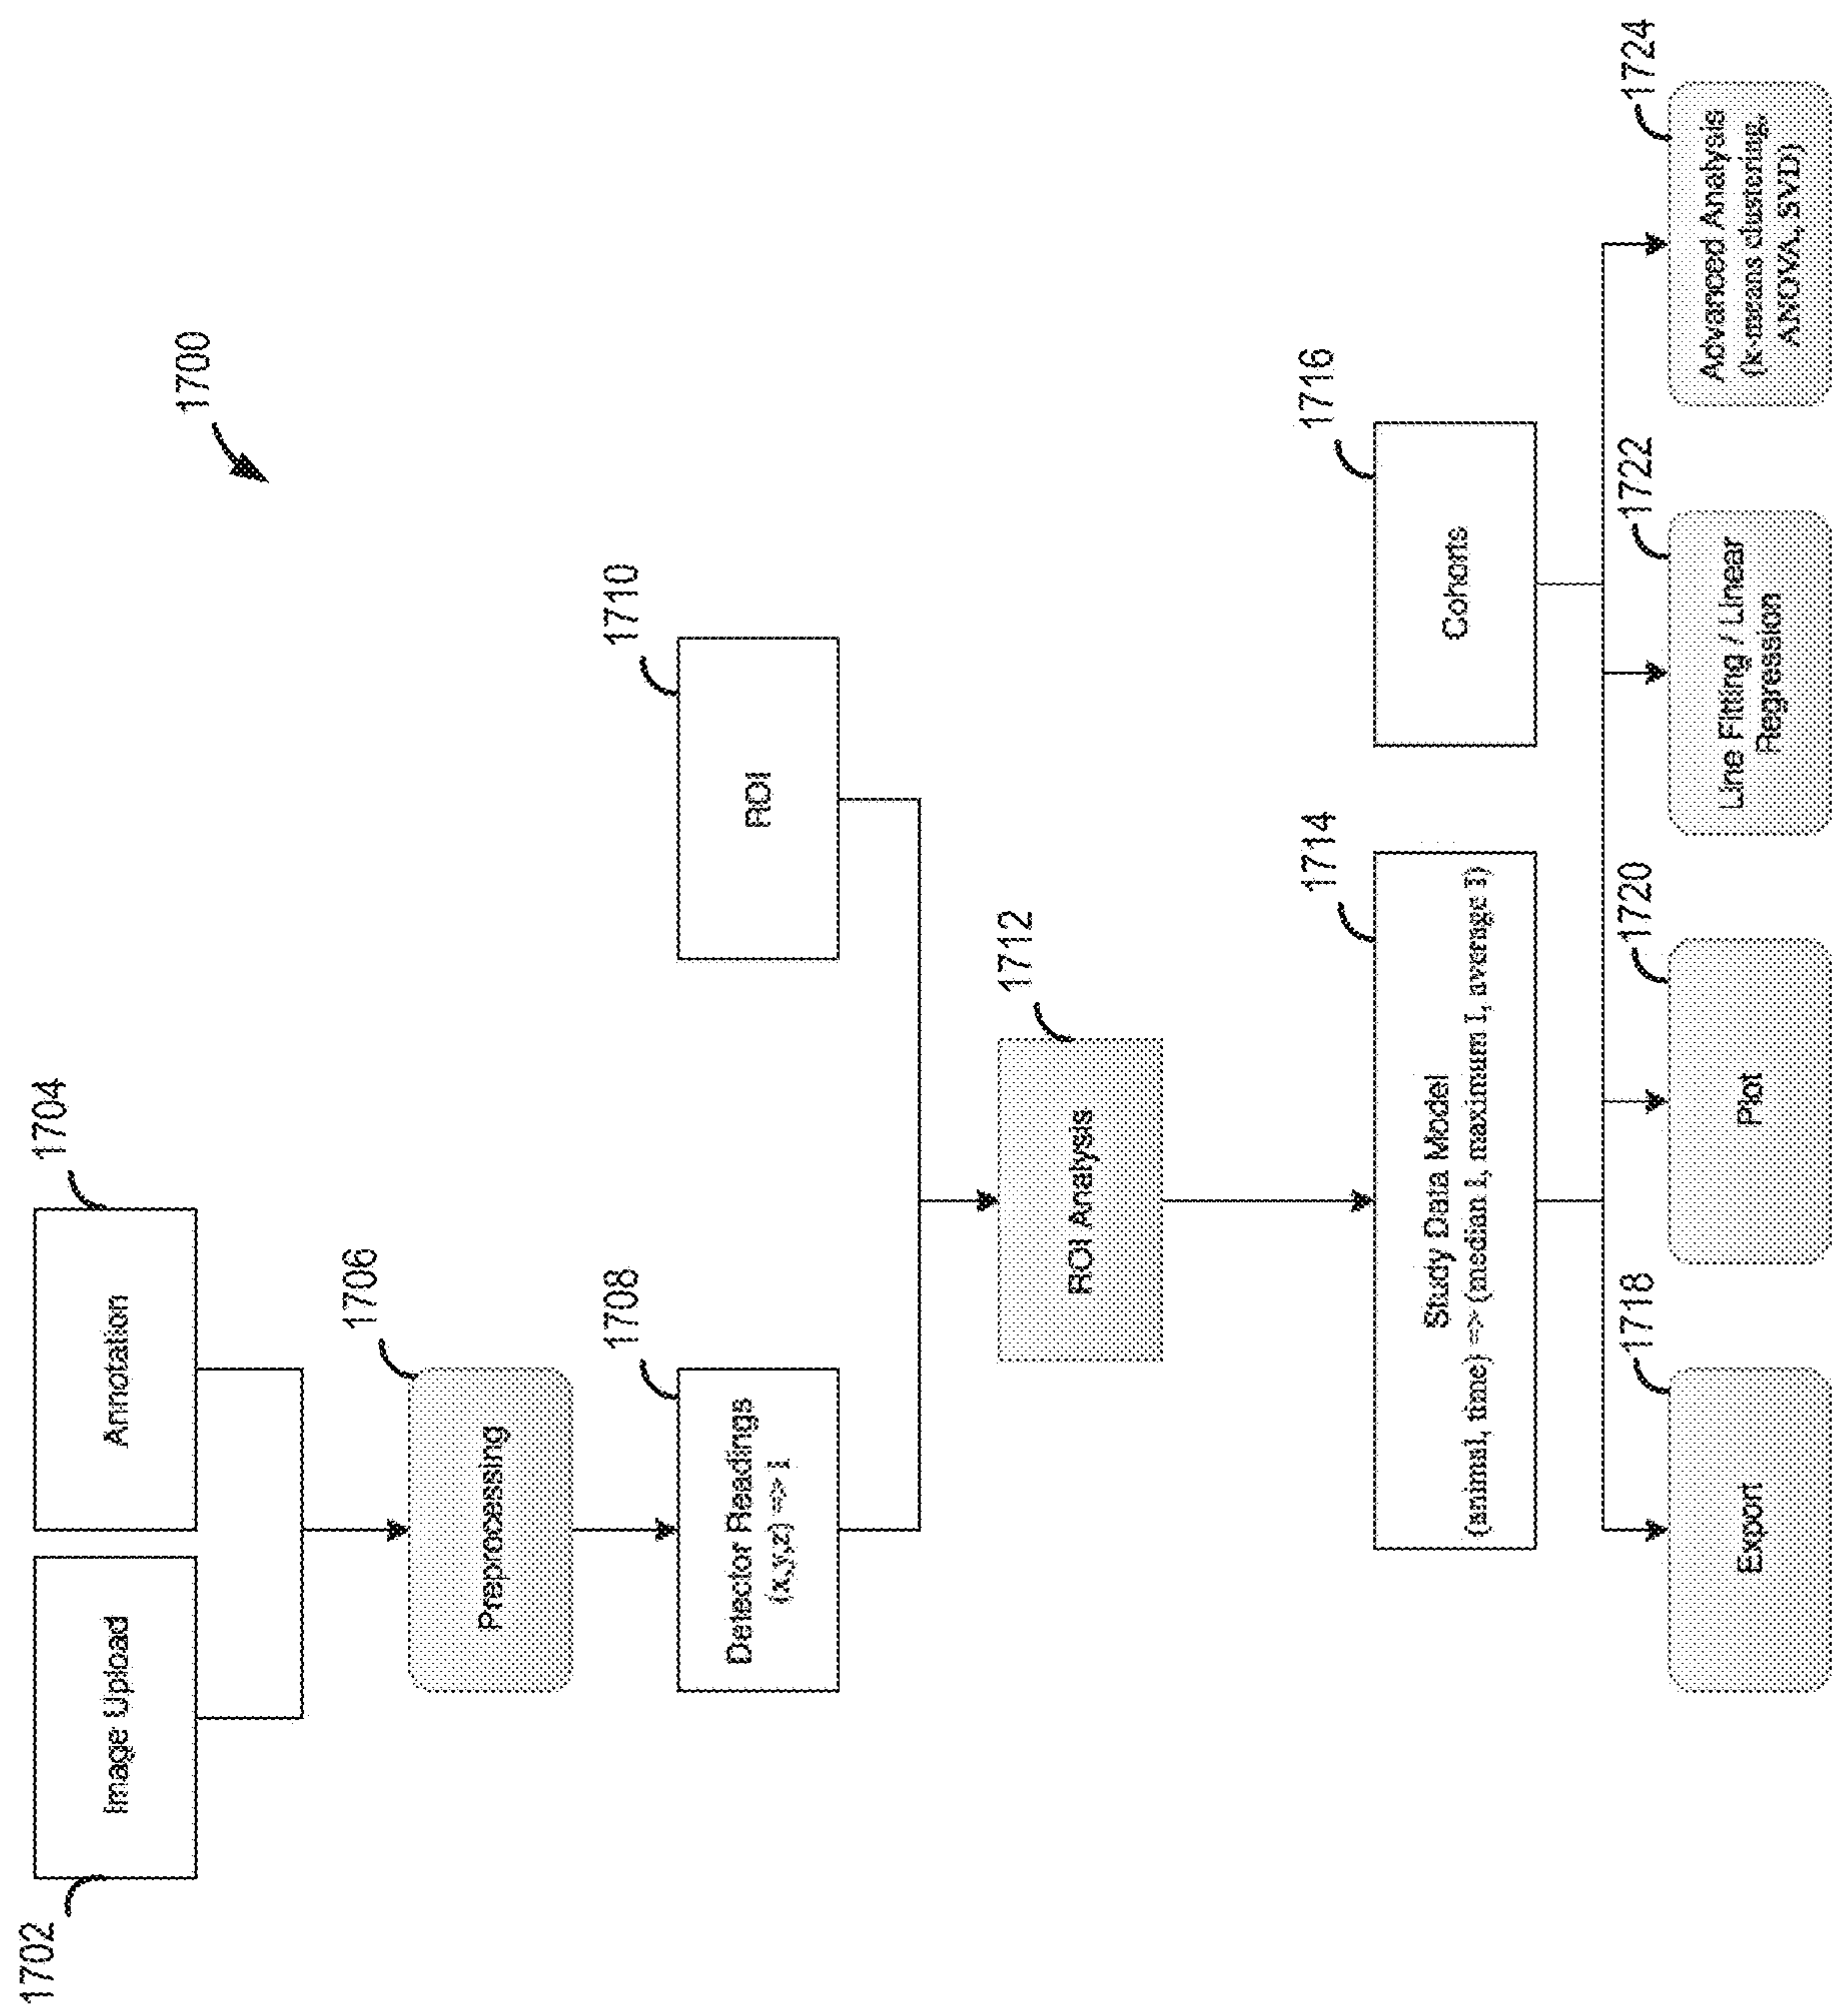 1700
1702
Image Upload
1704
Annotation
1706
Preprocessing
1708
Detector Readings
(x,y,z) => I
1710
ROI
1712
ROI Analysis
1714
Study Data Model
(animal, time) => (median I, maximum I, average I)
1716
Cohorts
1718
Export
1720
Plot
1722
Line Fitting / Linear
Regression
1724
Advanced Analysis
(k-means clustering,
ANOVA, SVD)